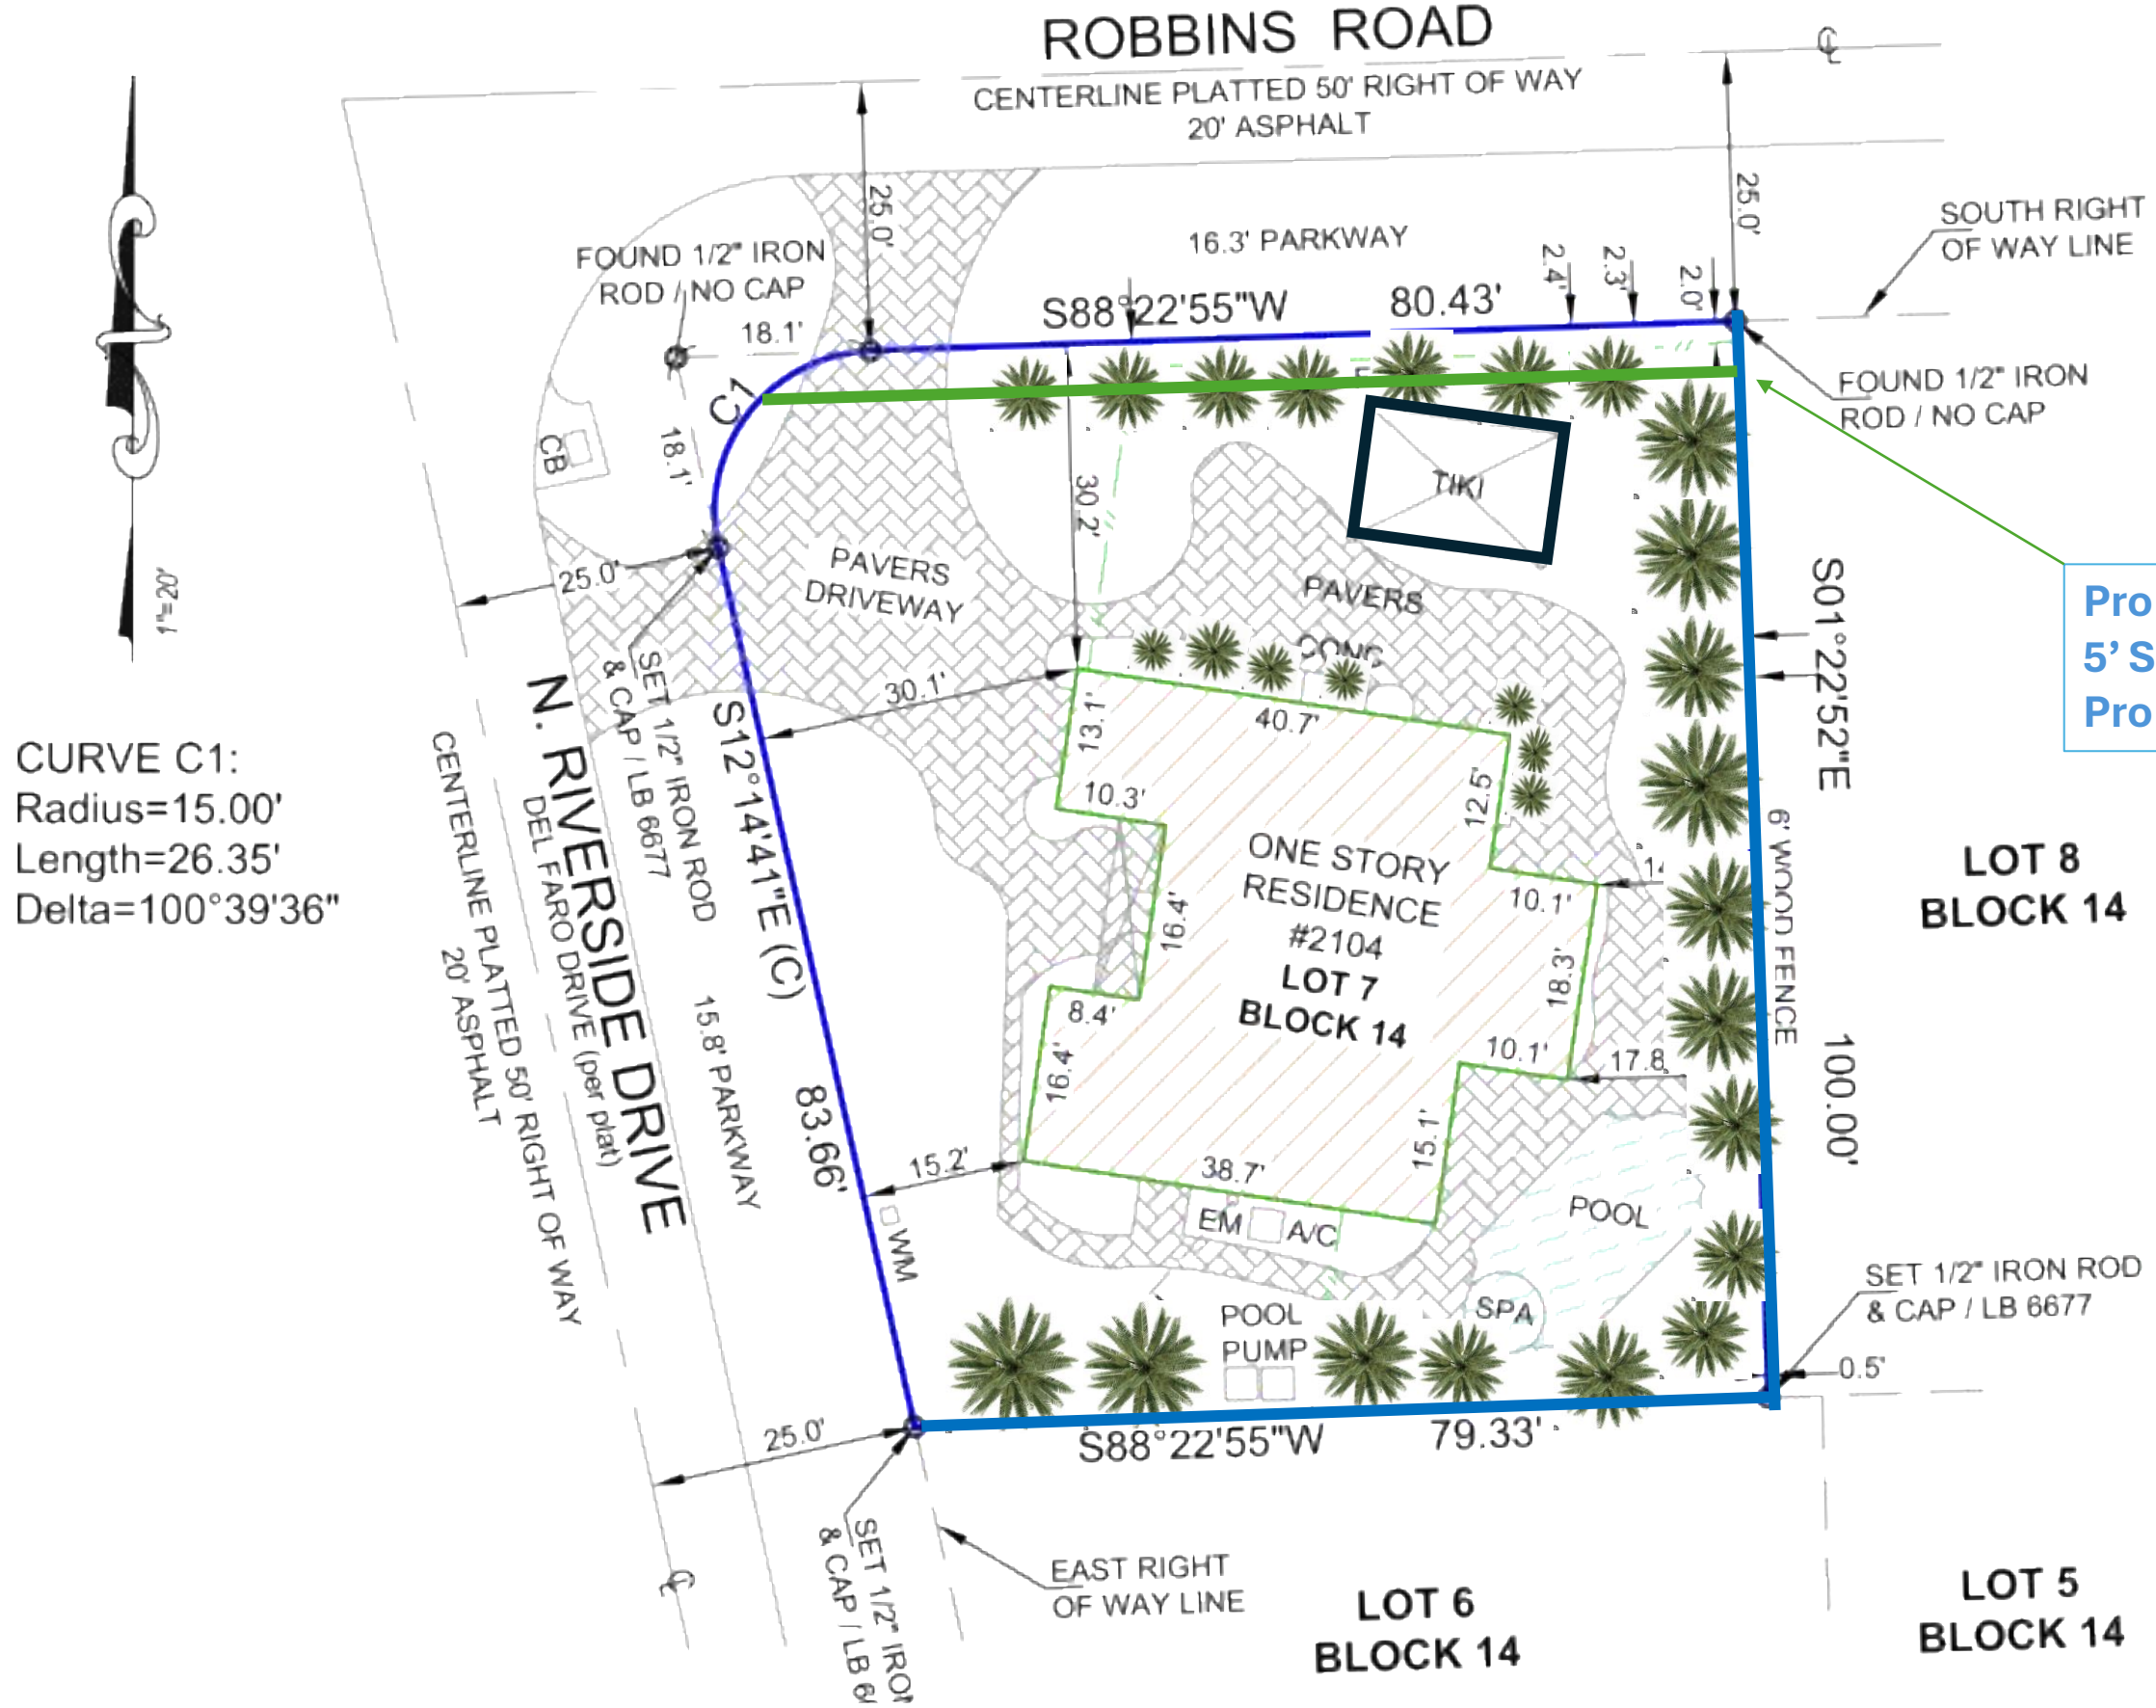 ROBBINS ROAD
CENTERLINE PLATTED 50' RIGHT OF WAY
20' ASPHALT
25.0'
25.0'
SOUTH RIGHT
OF WAY LINE
16.3' PARKWAY
FOUND 1/2" IRON
ROD / NO CAP
18.1'
S88°22'55"W 80.43'
2.4'
2.3'
2.0'
FOUND 1/2" IRON
ROD / NO CAP
C1
18.1'
CB
TIKI
30.2'
1"=20'
25.0'
PAVERS
DRIVEWAY
PAVERS
CONC
Pro
5' S
Pro
S01°22'52"E
100.00'
6' WOOD FENCE
SET 1/2" IRON ROD
& CAP / LB 6677
30.1'
13.1'
40.7'
12.5'
10.3'
CURVE C1:
Radius=15.00'
Length=26.35'
Delta=100°39'36"
N. RIVERSIDE DRIVE
DEL FARO DRIVE (per plat)
CENTERLINE PLATTED 50' RIGHT OF WAY
20' ASPHALT
S12°14'41"E (C)
83.66'
15.8' PARKWAY
ONE STORY
RESIDENCE
#2104
LOT 7
BLOCK 14
16.4'
10.1'
14
18.3'
LOT 8
BLOCK 14
8.4'
16.4'
10.1'
17.8
15.1'
15.2'
38.7'
WM
EM
A/C
POOL
POOL
PUMP
SPA
SET 1/2" IRON ROD
& CAP / LB 6677
0.5'
25.0'
S88°22'55"W 79.33'
SET 1/2" IRON
& CAP / LB 6
EAST RIGHT
OF WAY LINE
LOT 6
BLOCK 14
LOT 5
BLOCK 14